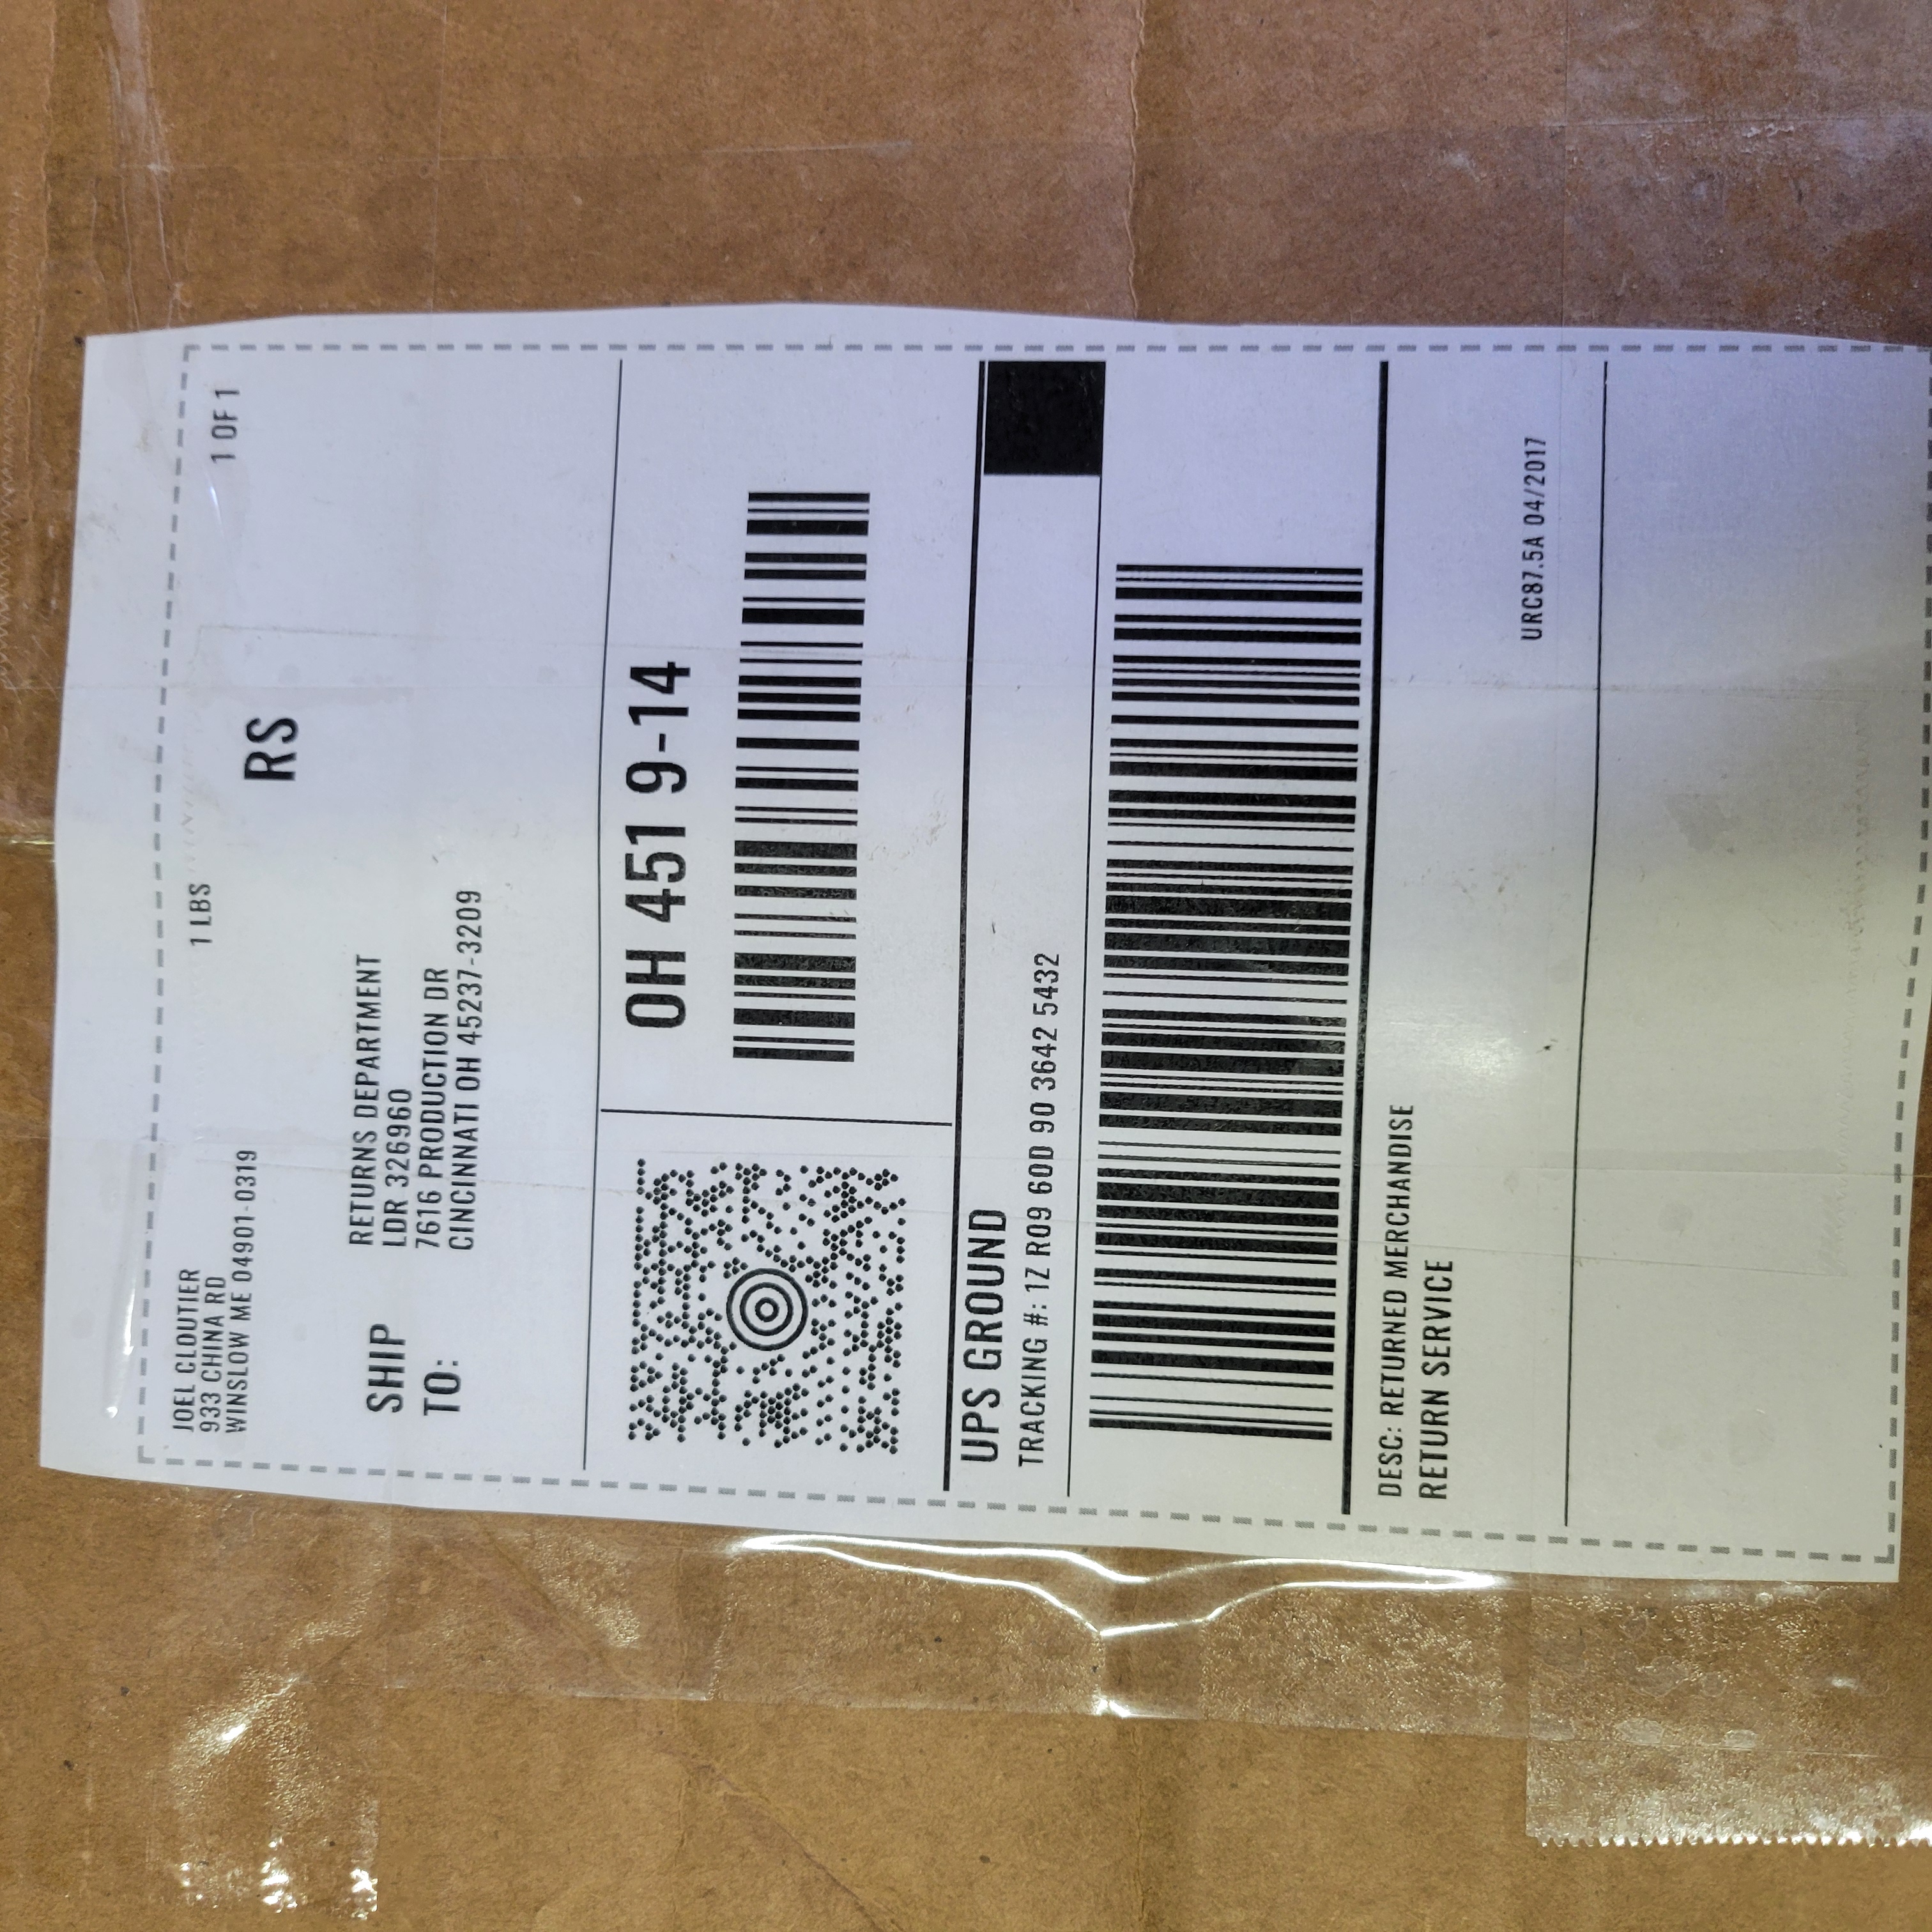 JOEL CLOUTIER
933 CHINA RD
WINSLOW ME 04901-0319
1 LBS
1 OF 1
RS
SHIP
TO:
RETURNS DEPARTMENT
LDR 326960
7616 PRODUCTION DR
CINCINNATI OH 45237-3209
OH 451 9-14
UPS GROUND
TRACKING #: 1Z R09 60D 90 3642 5432
DESC: RETURNED MERCHANDISE
RETURN SERVICE
URC87.5A 04/2017